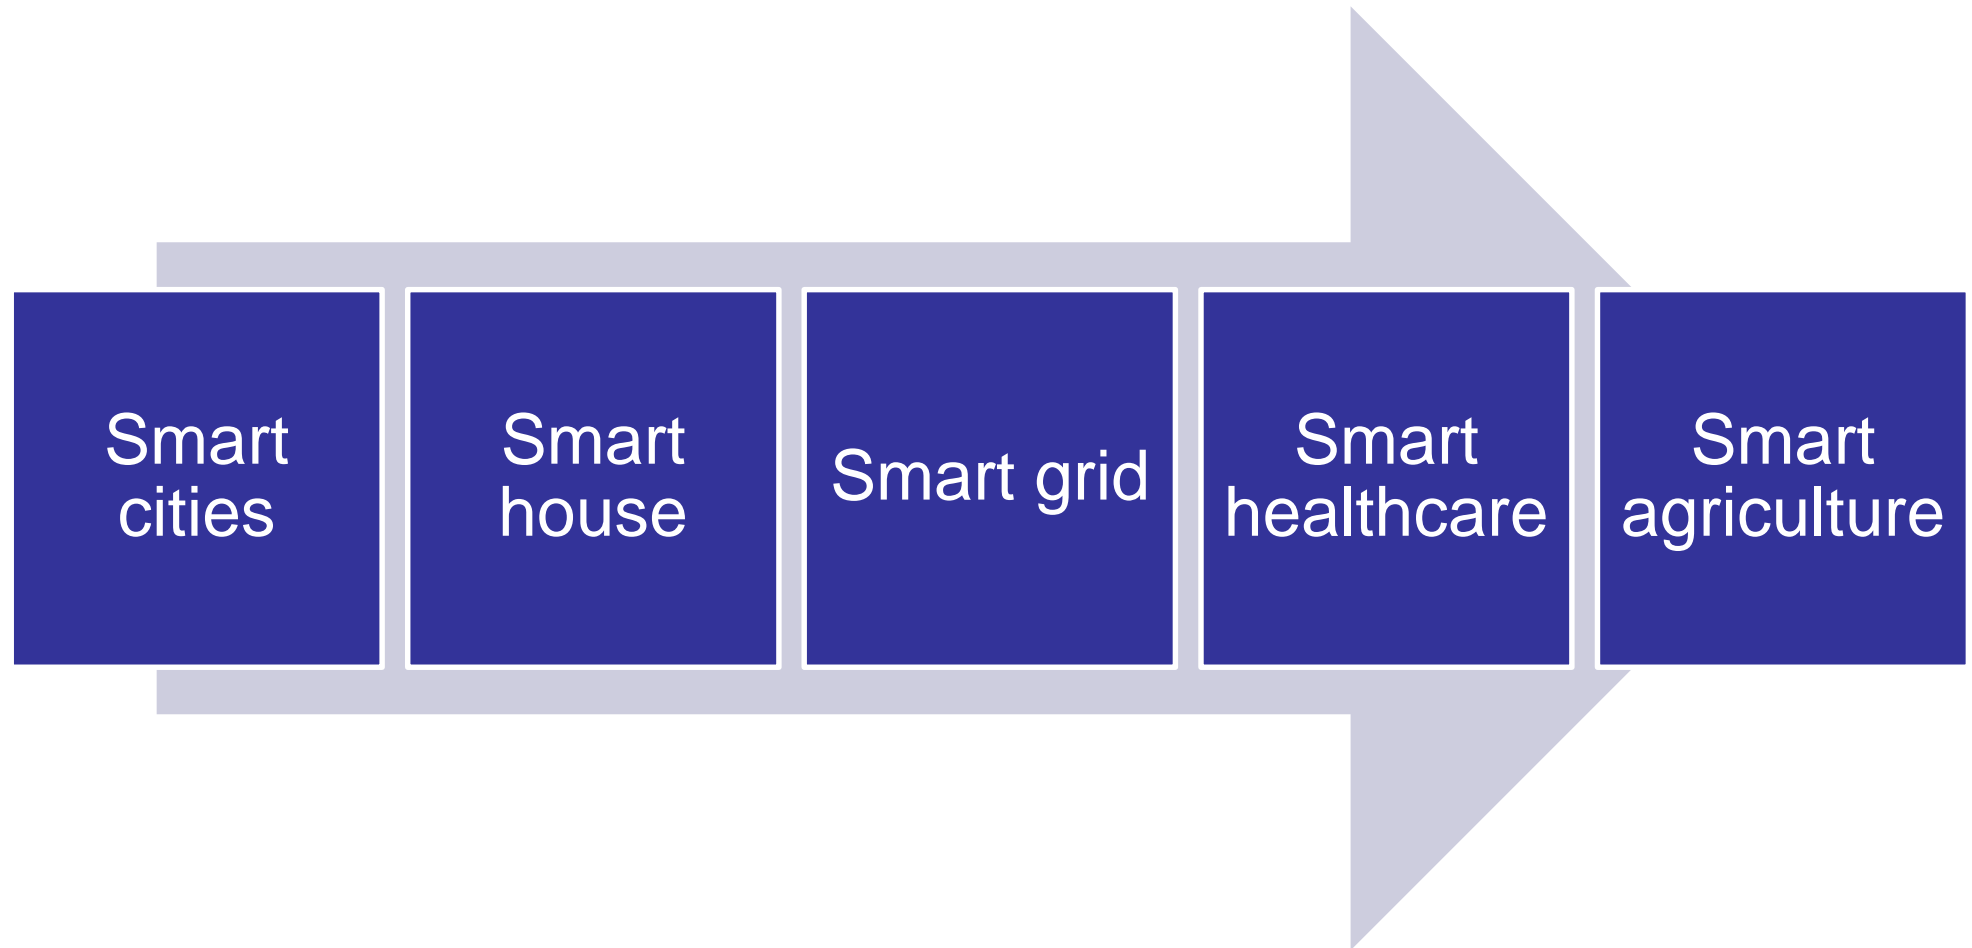 Smart
cities
Smart
house
Smart grid
Smart
healthcare
Smart
agriculture